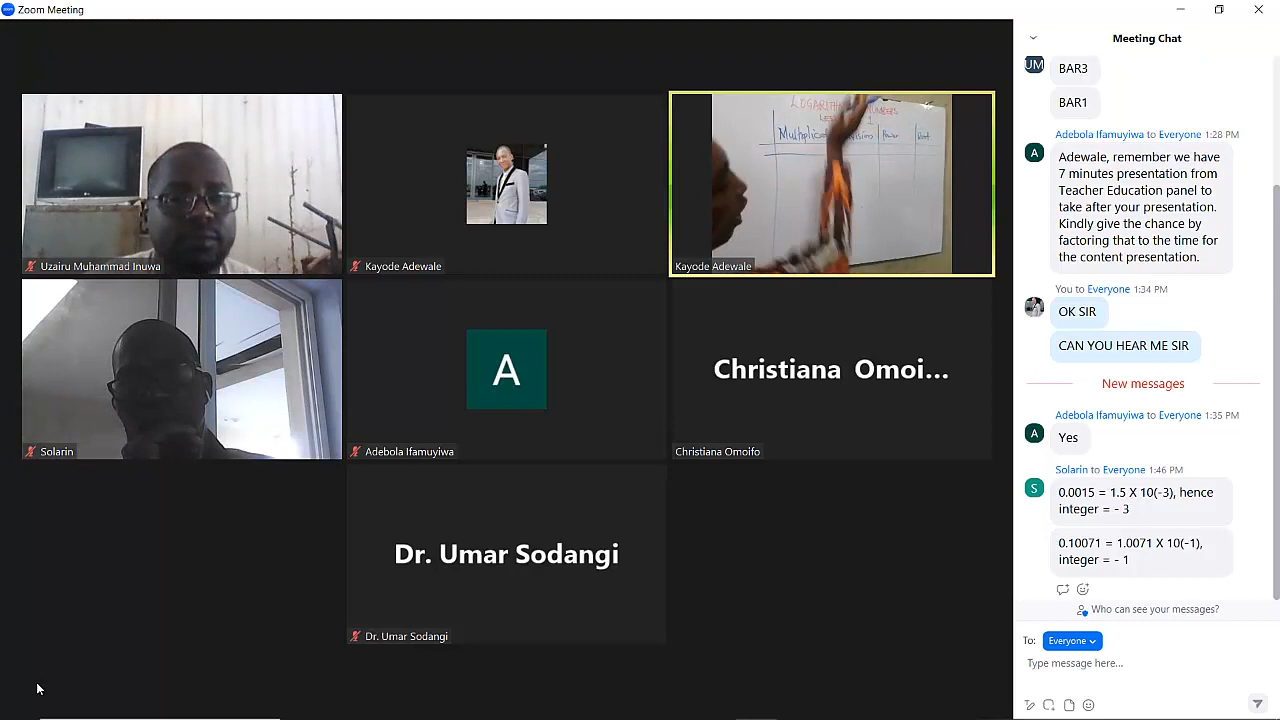 Zoom Meeting
Uzairu Muhammad Inuwa
Kayode Adewale
LOGARITH
NUMBERS
1
Multiplic
Power
Kayode Adewale
Solarin
A
Adebola Ifamuyiwa
Christiana Omoi...
Christiana Omoifo
Dr. Umar Sodangi
Dr. Umar Sodangi
Meeting Chat
UM
BAR3
BAR1
Adebola Ifamuyiwa to Everyone 1:28 PM
A
Adewale, remember we have
7 minutes presentation from
Teacher Education panel to
take after your presentation.
Kindly give the chance by
factoring that to the time for
the content presentation.
You to Everyone 1:34 PM
OK SIR
CAN YOU HEAR ME SIR
New messages
Adebola Ifamuyiwa to Everyone 1:35 PM
A
Yes
Solarin to Everyone 1:46 PM
S
0.0015 = 1.5 X 10(-3), hence
integer = - 3
0.10071 = 1.0071 X 10(-1),
integer = - 1
Who can see your messages?
To: Everyone
Type message here...